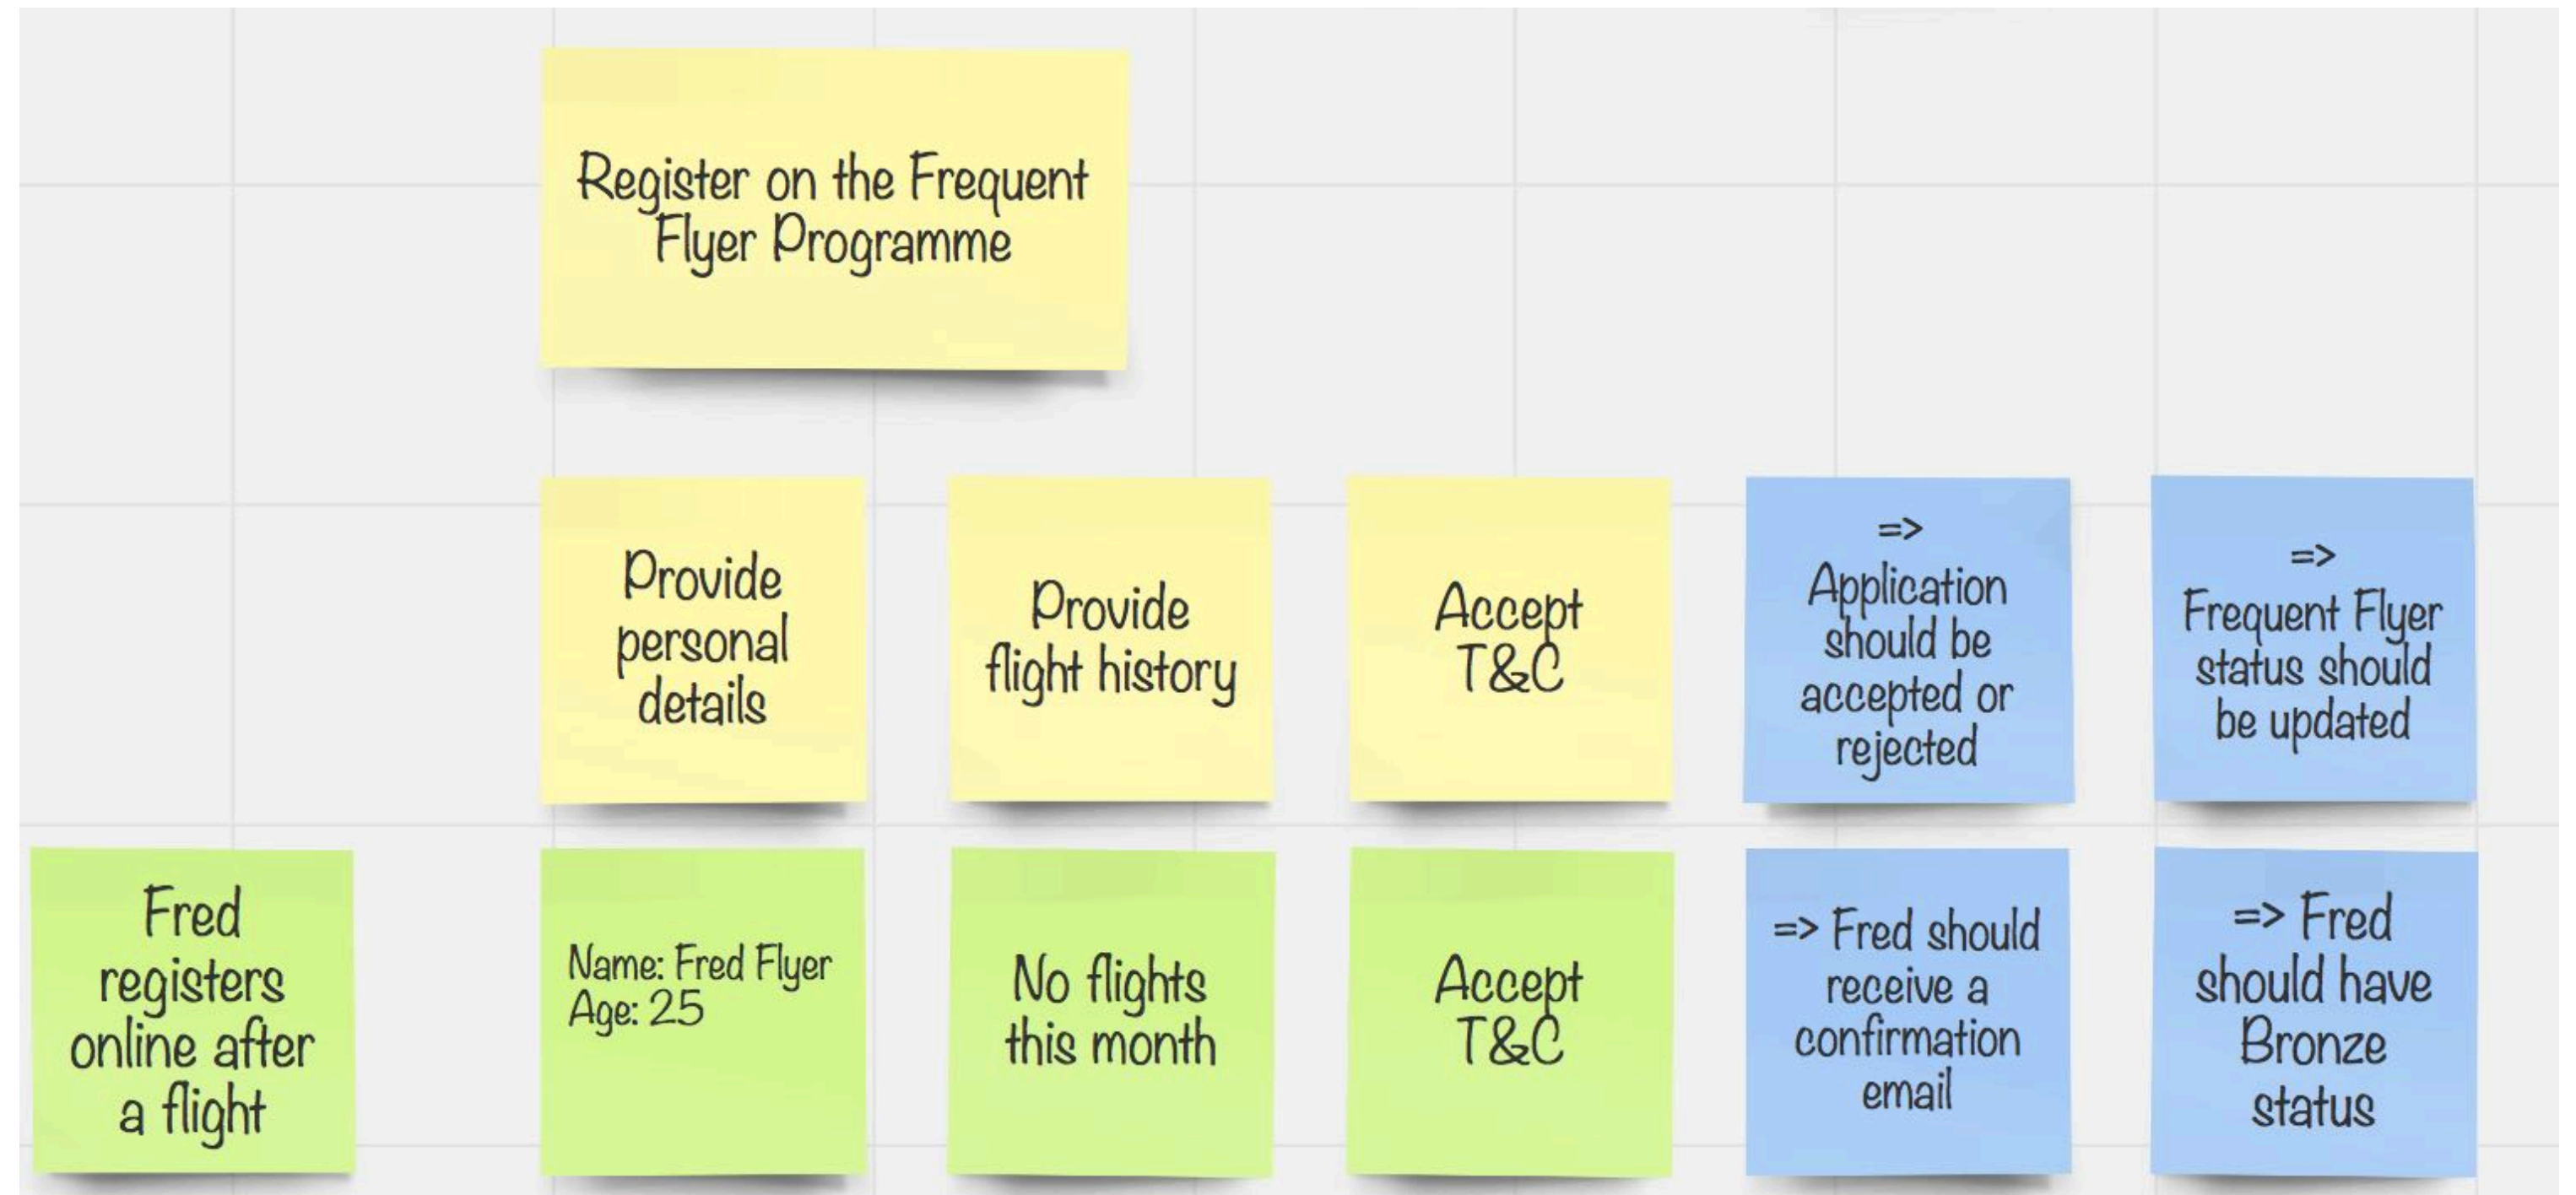 Register on the Frequent
Flyer Programme
Provide
personal
details
Provide
flight history
Accept
T&C
=>
Application
should be
accepted or
rejected
=>
Frequent Flyer
status should
be updated
Fred
registers
online after
a flight
Name: Fred Flyer
Age: 25
No flights
this month
Accept
T&C
=> Fred should
receive a
confirmation
email
=> Fred
should have
Bronze
status